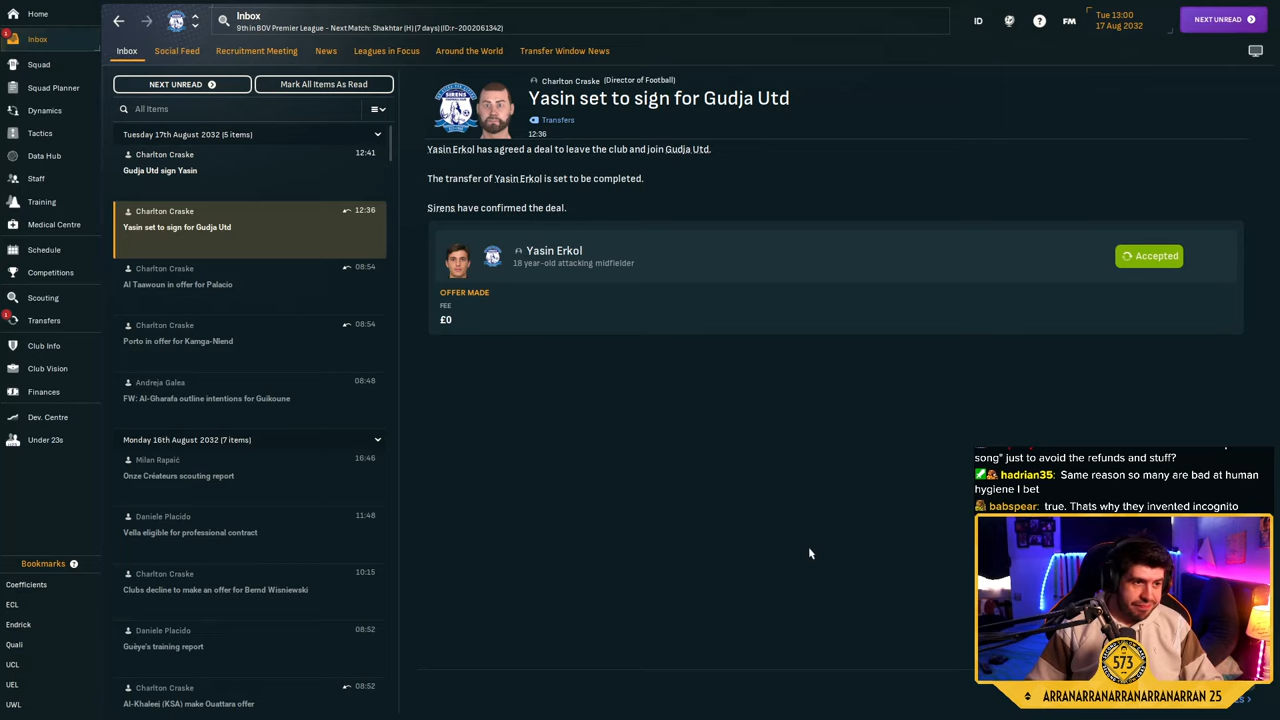 Home
1
Inbox
Squad
Squad Planner
Dynamics
Tactics
Data Hub
Staff
Training
Medical Centre
Schedule
Competitions
Scouting
1
Transfers
Club Info
Club Vision
Finances
Dev. Centre
Under 23s
Bookmarks
Coefficients
ECL
Endrick
Quali
UCL
UEL
UWL
Inbox
9th in BOV Premier League - Next Match: Shakhtar (H) (7 days) (ID:r-2002061342)
ID
FM
Tue 13:00
17 Aug 2032
NEXT UNREAD
Inbox
Social Feed
Recruitment Meeting
News
Leagues in Focus
Around the World
Transfer Window News
NEXT UNREAD
Mark All Items As Read
All Items
Tuesday 17th August 2032 (5 items)
Charlton Craske 12:41
Gudja Utd sign Yasin
Charlton Craske 12:36
Yasin set to sign for Gudja Utd
Charlton Craske 08:54
Al Taawoun in offer for Palacio
Charlton Craske 08:54
Porto in offer for Kamga-Nlend
Andreja Galea 08:48
FW: Al-Gharafa outline intentions for Guikoune
Monday 16th August 2032 (7 items)
Milan Rapaić 16:46
Onze Créateurs scouting report
Daniele Placido 11:48
Vella eligible for professional contract
Charlton Craske 10:15
Clubs decline to make an offer for Bernd Wisniewski
Daniele Placido 08:52
Guèye's training report
Charlton Craske 08:52
Al-Khaleej (KSA) make Ouattara offer
SIRENS
Charlton Craske (Director of Football)
Yasin set to sign for Gudja Utd
Transfers
12:36
Yasin Erkol has agreed a deal to leave the club and join Gudja Utd.
The transfer of Yasin Erkol is set to be completed.
Sirens have confirmed the deal.
Yasin Erkol
18 year-old attacking midfielder
Accepted
OFFER MADE
FEE
£0
song" just to avoid the refunds and stuff?
hadrian35: Same reason so many are bad at human
hygiene I bet
babspear: true. Thats why they invented incognito
573
ARRANARRANARRANARRANARRAN 25